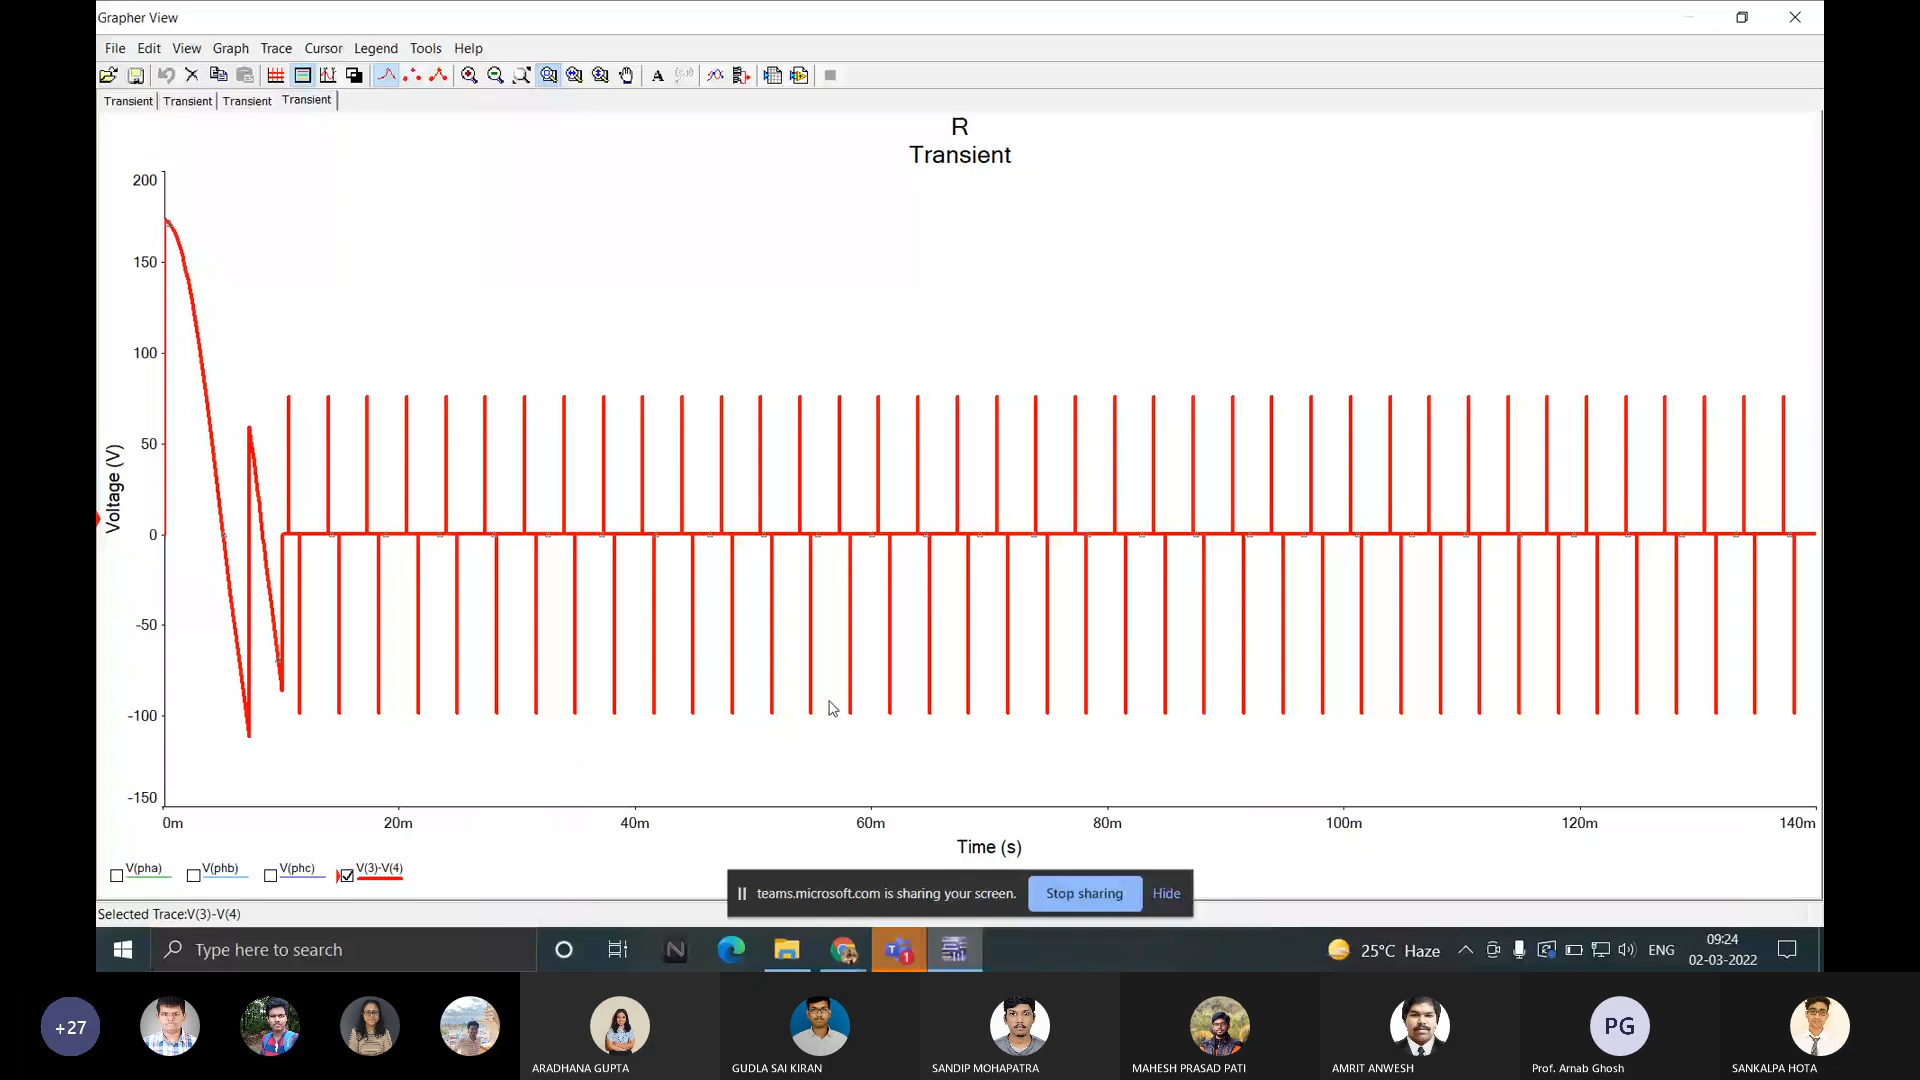 Grapher View
File Edit View Graph Trace Cursor Legend Tools Help
A
Transient Transient Transient Transient
R
Transient
200
150
100
50
0
-50
-100
-150
Voltage (V)
0m 20m 40m 60m 80m 100m 120m 140m
Time (s)
V(pha) V(phb) V(phc) V(3)-V(4)
teams.microsoft.com is sharing your screen. Stop sharing Hide
Selected Trace:V(3)-V(4)
Type here to search
N
1
25°C Haze
ENG
09:24
02-03-2022
+27
PG
ARADHANA GUPTA GUDLA SAI KIRAN SANDIP MOHAPATRA MAHESH PRASAD PATI AMRIT ANWESH Prof. Arnab Ghosh SANKALPA HOTA